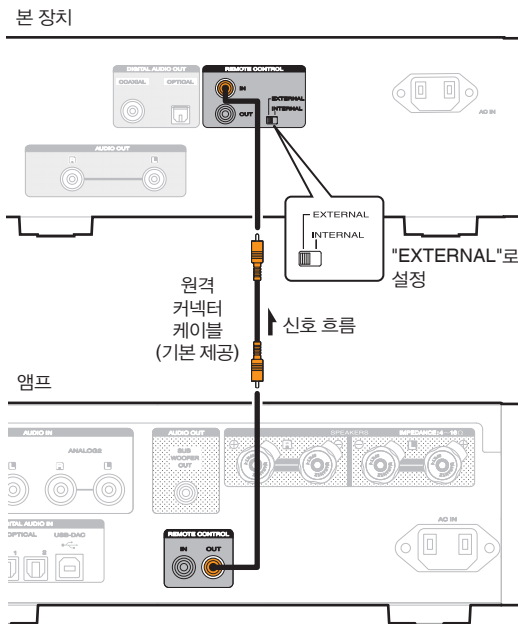 본 장치
DIGITAL AUDIO OUT
COAXIAL OPTICAL
REMOTE CONTROL
IN
OUT
EXTERNAL
INTERNAL
AC IN
AUDIO OUT
EXTERNAL
INTERNAL
"EXTERNAL"로
설정
원격
커넥터
케이블
(기본 제공)
신호 흐름
앰프
AUDIO IN
ANALOGS
AUDIO OUT
SUB
WOOFER
OUT
SPEAKERS IMPEDANCE:4～16Ω
DIGITAL AUDIO IN
OPTICAL USB-DAC
1 2
REMOTE CONTROL
IN OUT
AC IN